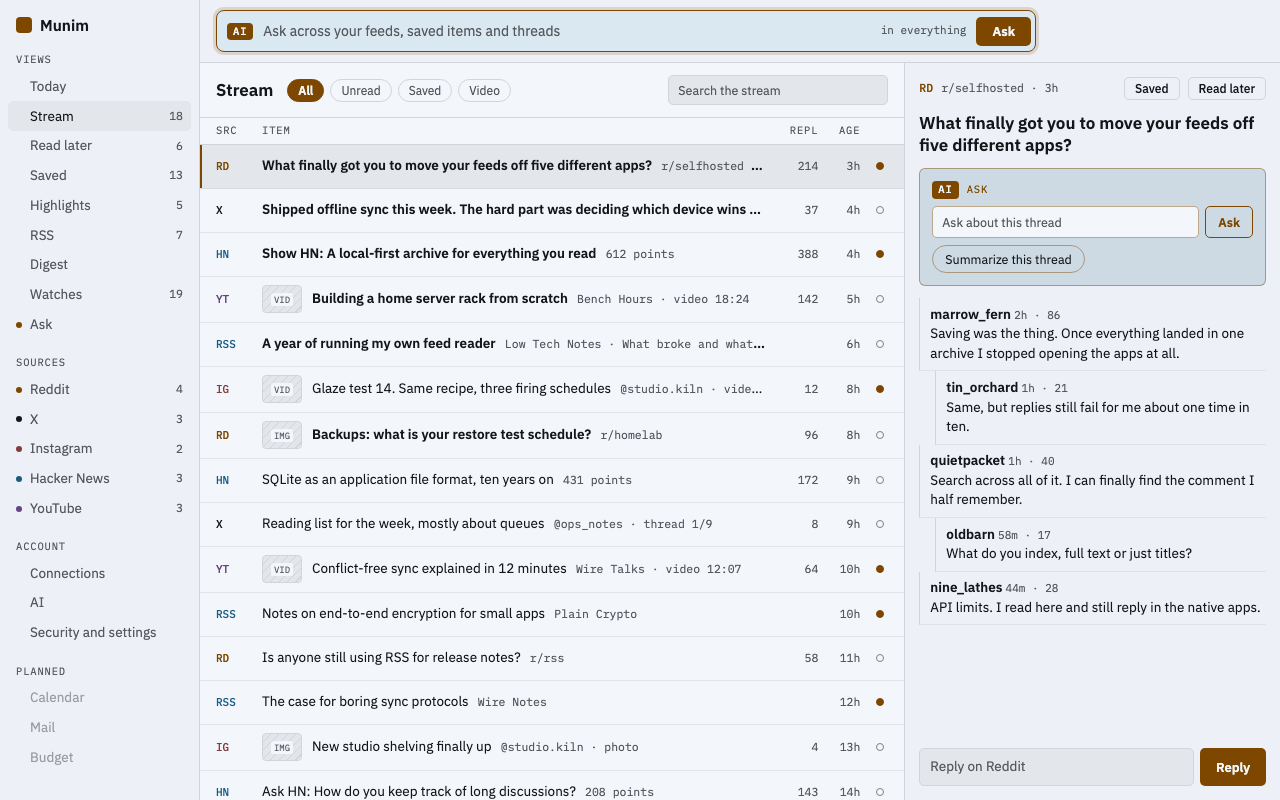 Munim
VIEWS
Today
Stream 18
Read later 6
Saved 13
Highlights 5
RSS 7
Digest
Watches 19
Ask
SOURCES
Reddit 4
X 3
Instagram 2
Hacker News 3
YouTube 3
ACCOUNT
Connections
AI
Security and settings
PLANNED
Calendar
Mail
Budget
AI Ask across your feeds, saved items and threads in everything Ask
Stream All Unread Saved Video Search the stream
SRC ITEM REPL AGE
RD What finally got you to move your feeds off five different apps? r/selfhosted … 214 3h
X Shipped offline sync this week. The hard part was deciding which device wins … 37 4h
HN Show HN: A local-first archive for everything you read 612 points 388 4h
YT VID Building a home server rack from scratch Bench Hours · video 18:24 142 5h
RSS A year of running my own feed reader Low Tech Notes · What broke and what… 6h
IG VID Glaze test 14. Same recipe, three firing schedules @studio.kiln · vide… 12 8h
RD IMG Backups: what is your restore test schedule? r/homelab 96 8h
HN SQLite as an application file format, ten years on 431 points 172 9h
X Reading list for the week, mostly about queues @ops_notes · thread 1/9 8 9h
YT VID Conflict-free sync explained in 12 minutes Wire Talks · video 12:07 64 10h
RSS Notes on end-to-end encryption for small apps Plain Crypto 10h
RD Is anyone still using RSS for release notes? r/rss 58 11h
RSS The case for boring sync protocols Wire Notes 12h
IG IMG New studio shelving finally up @studio.kiln · photo 4 13h
HN Ask HN: How do you keep track of long discussions? 208 points 143 14h
RD r/selfhosted · 3h Saved Read later
What finally got you to move your feeds off
five different apps?
AI ASK
Ask about this thread Ask
Summarize this thread
marrow_fern 2h · 86
Saving was the thing. Once everything landed in one
archive I stopped opening the apps at all.
tin_orchard 1h · 21
Same, but replies still fail for me about one time in
ten.
quietpacket 1h · 40
Search across all of it. I can finally find the comment I
half remember.
oldbarn 58m · 17
What do you index, full text or just titles?
nine_lathes 44m · 28
API limits. I read here and still reply in the native apps.
Reply on Reddit Reply